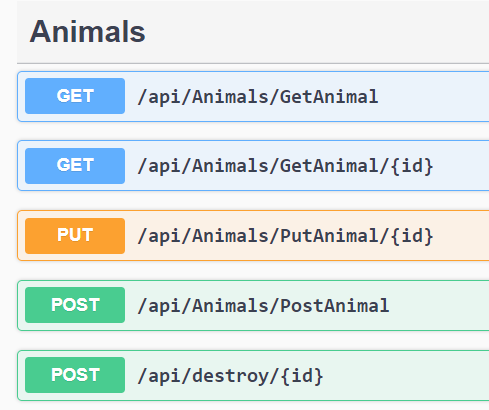 Animals
GET /api/Animals/GetAnimal
GET /api/Animals/GetAnimal/{id}
PUT /api/Animals/PutAnimal/{id}
POST /api/Animals/PostAnimal
POST /api/destroy/{id}